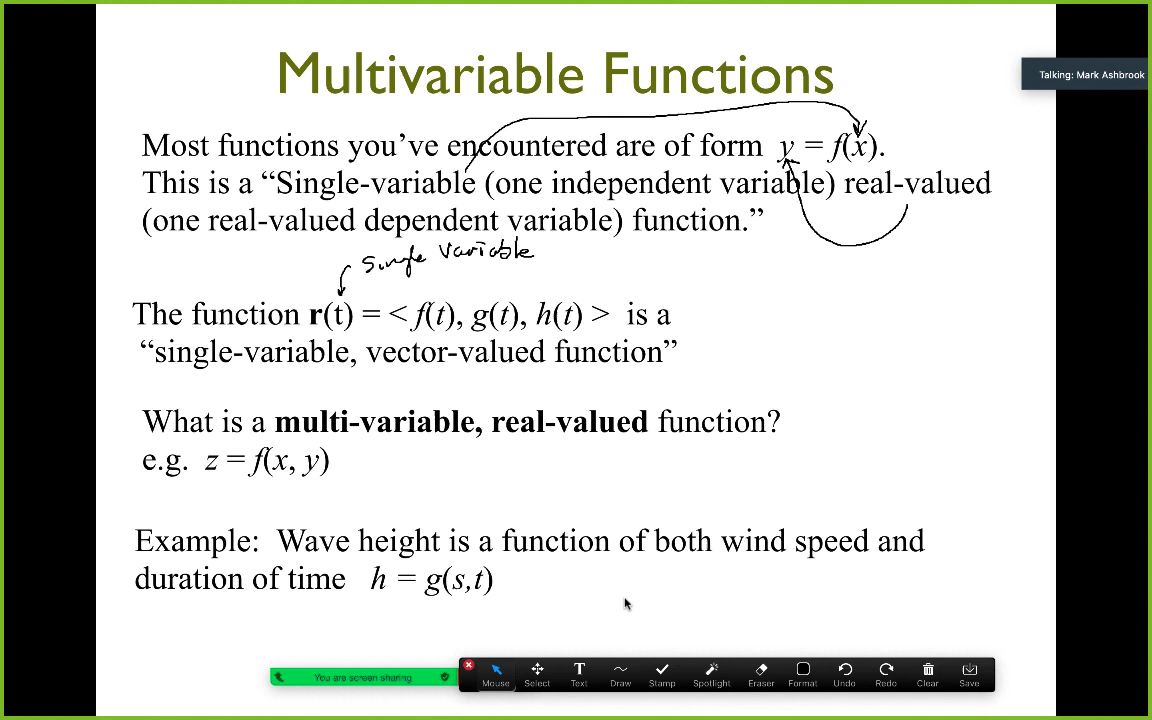 Multivariable Functions
Talking: Mark Ashbrook
Most functions you’ve encountered are of form y = f(x).
This is a “Single-variable (one independent variable) real-valued
(one real-valued dependent variable) function.”
single variable
The function r(t) = < f(t), g(t), h(t) > is a
“single-variable, vector-valued function”
What is a multi-variable, real-valued function?
e.g. z = f(x, y)
Example: Wave height is a function of both wind speed and
duration of time h = g(s,t)
You are screen sharing
Mouse Select Text Draw Stamp Spotlight Eraser Format Undo Redo Clear Save